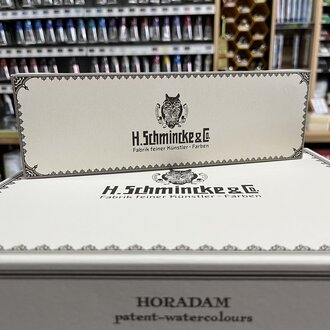 H. Schmincke & Co.
Fabrik feiner Künstler - Farben
H. Schmincke & Co.
Fabrik feiner Künstler - Farben
HORADAM
patent-watercolours